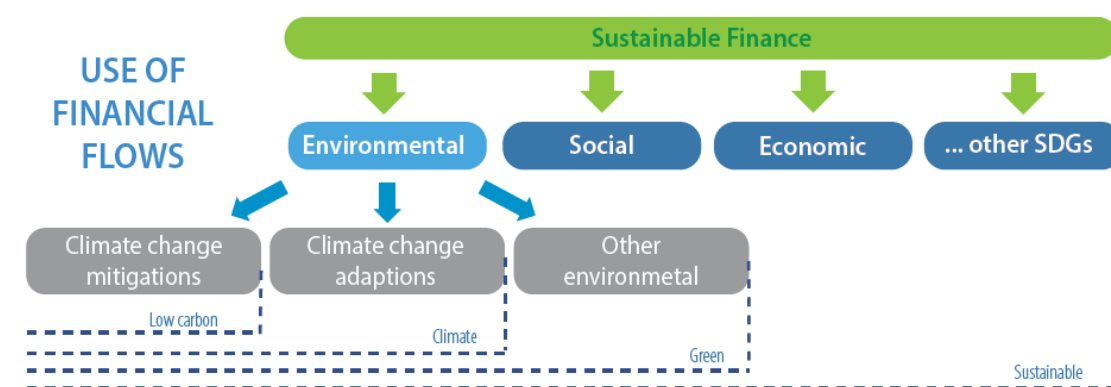 USE OF
FINANCIAL
FLOWS
Sustainable Finance
Environmental
Social
Economic
... other SDGs
Climate change
mitigations
Climate change
adaptions
Other
environmetal
Low carbon
Climate
Green
Sustainable